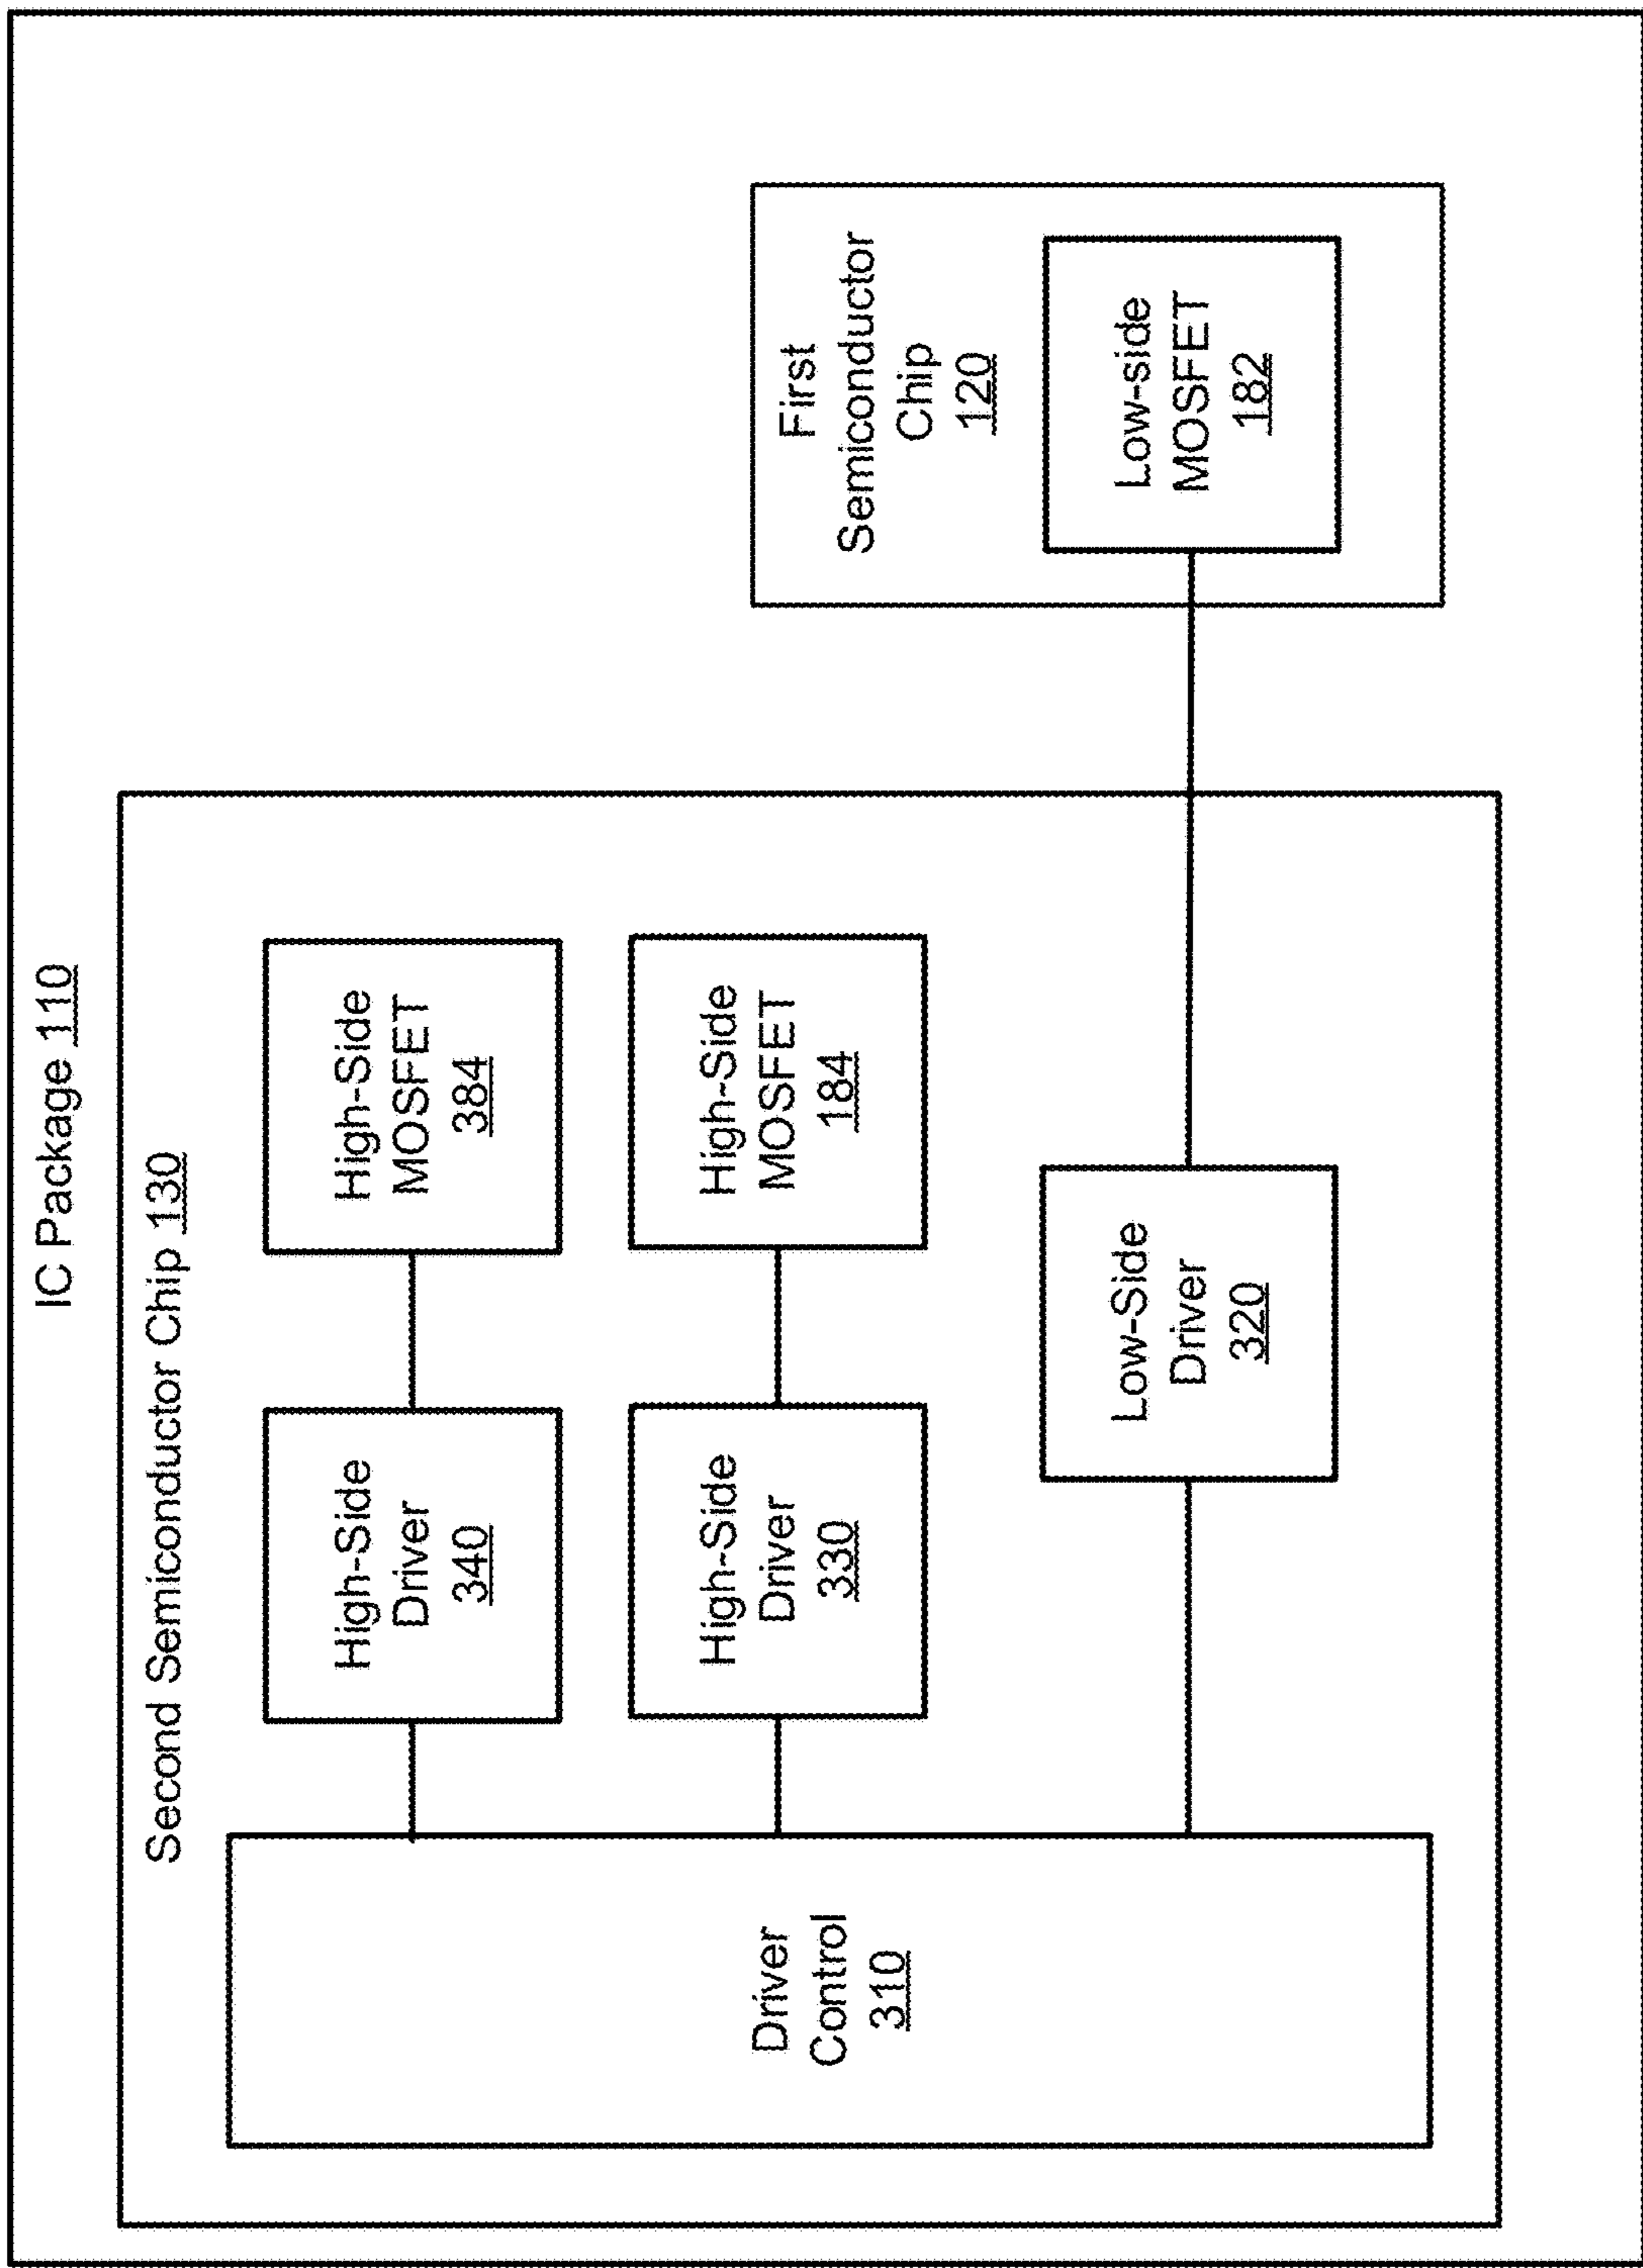 IC Package 110
Second Semiconductor Chip 130
Driver
Control
310
High-Side
Driver
340
High-Side
MOSFET
384
High-Side
Driver
330
High-Side
MOSFET
184
Low-Side
Driver
320
First
Semiconductor
Chip
120
Low-side
MOSFET
182